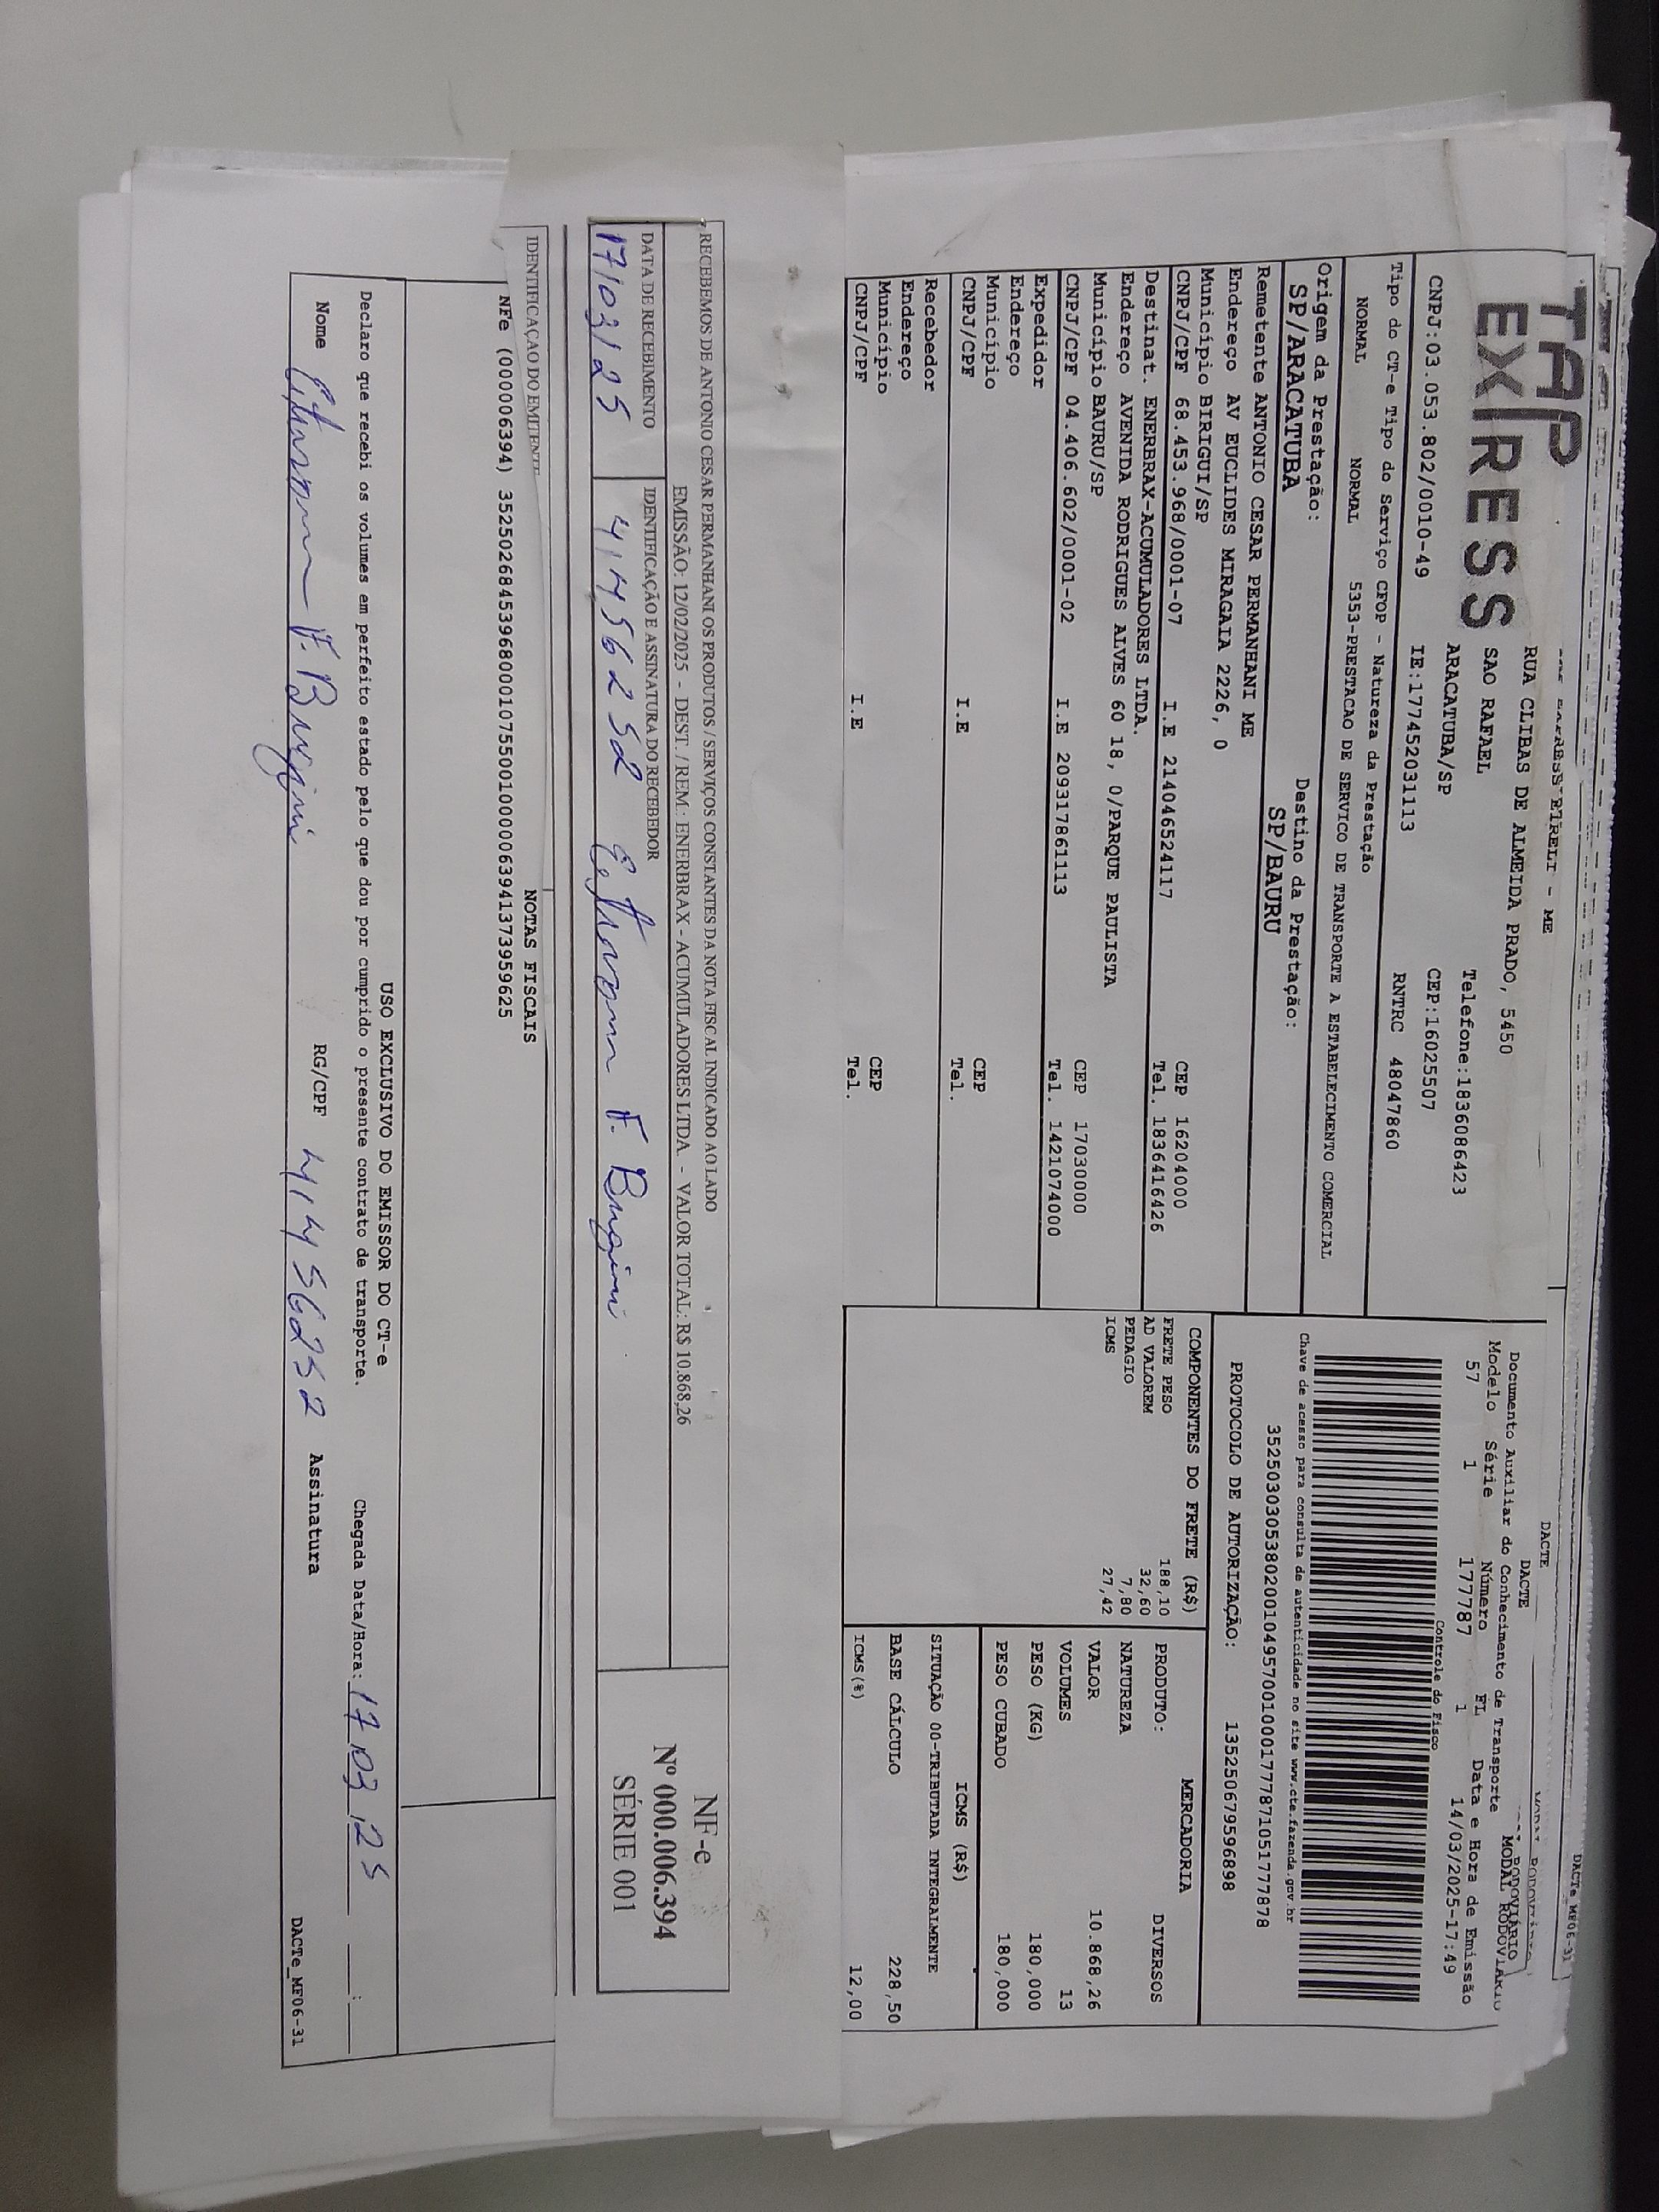 TAP
EXPRESS
RUA CLIBAS DE ALMEIDA PRADO, 5450
SAO RAFAEL
Telefone:1836086423
ARACATUBA/SP
CEP:16025507
CNPJ:03.053.802/0010-49 IE:177452031113 RNTRC 48047860
Tipo do CT-e Tipo do Serviço CFOP - Natureza da Prestação
NORMAL NORMAL 5353-PRESTACAO DE SERVICO DE TRANSPORTE A ESTABELECIMENTO COMERCIAL
Origem da Prestação: Destino da Prestação:
SP/ARACATUBA SP/BAURU
Remetente ANTONIO CESAR PERMANHANI ME
Endereço AV EUCLIDES MIRAGAIA 2226, 0
Município BIRIGUI/SP CEP 16204000
CNPJ/CPF 68.453.968/0001-07 I.E 214046524117 Tel. 1836416426
Destinat. ENERBRAX-ACUMULADORES LTDA.
Endereço AVENIDA RODRIGUES ALVES 60 18, 0/PARQUE PAULISTA
Município BAURU/SP CEP 17030000
CNPJ/CPF 04.406.602/0001-02 I.E 209317861113 Tel. 1421074000
Expedidor
Endereço
Município CEP
CNPJ/CPF I.E Tel.
Recebedor
Endereço
Município CEP
CNPJ/CPF I.E Tel.
DACTE_MF06-31
DACTE
DACTE
Documento Auxiliar do Conhecimento de Transporte MODAL RODOVIÁRIO
Modelo Série Número FL Data e Hora de Emissão
57 1 177787 1 14/03/2025-17:49
Controle do Fisco
Chave de acesso para consulta de autenticidade no site www.cte.fazenda.gov.br
35250303053802001049570010001777871051777878
PROTOCOLO DE AUTORIZAÇÃO: 135250679596898
COMPONENTES DO FRETE (R$)
FRETE PESO 188,10
AD VALOREM 32,60
PEDAGIO 7,80
ICMS 27,42
MERCADORIA
PRODUTO: DIVERSOS
NATUREZA
VALOR 10.868,26
VOLUMES 13
PESO (KG) 180,000
PESO CUBADO 180,000
ICMS (R$)
SITUAÇÃO 00-TRIBUTADA INTEGRALMENTE
BASE CÁLCULO 228,50
ICMS(%) 12,00
RECEBEMOS DE ANTONIO CESAR PERMANHANI OS PRODUTOS / SERVIÇOS CONSTANTES DA NOTA FISCAL INDICADO AO LADO
EMISSÃO: 12/02/2025 - DEST. / REM.: ENERBRAX - ACUMULADORES LTDA - VALOR TOTAL: R$ 10.868,26
DATA DE RECEBIMENTO IDENTIFICAÇÃO E ASSINATURA DO RECEBEDOR
17/03/25 414456252 F.
NF-e
Nº 000.006.394
SÉRIE 001
IDENTIFICAÇÃO DO EMITENTE
NOTAS FISCAIS
NFe (000006394) 35250268453968000107550010000063941373959625
USO EXCLUSIVO DO EMISSOR DO CT-e
Declaro que recebi os volumes em perfeito estado pelo que dou por cumprido o presente contrato de transporte. Chegada Data/Hora: 17/03/25 __:__
Nome F. RG/CPF 414456252 Assinatura
DACTe_MF06-31